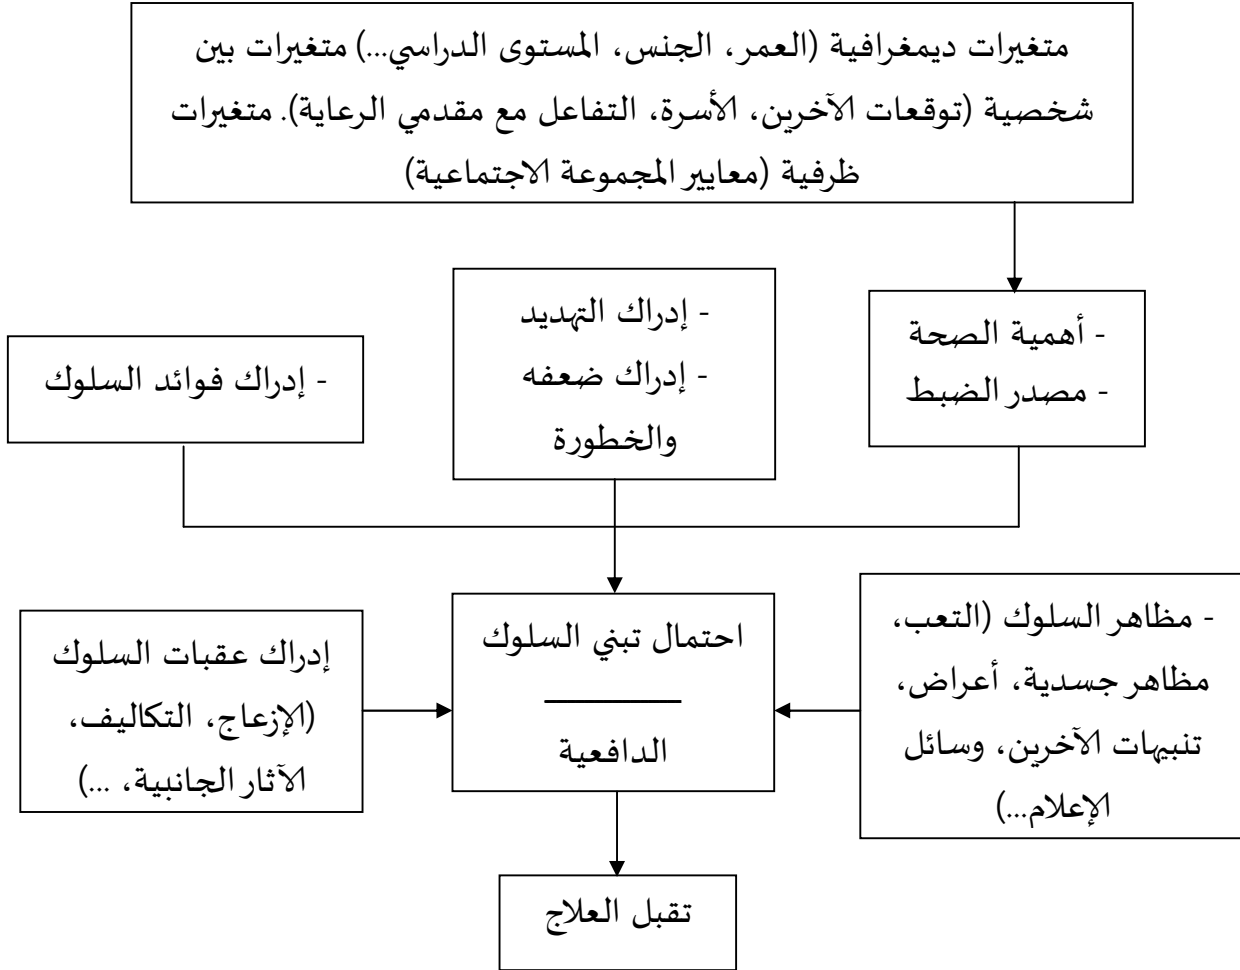 متغيرات ديمغرافية (العمر، الجنس، المستوى الدراسي...) متغيرات بين
شخصية (توقعات الآخرين، الأسرة، التفاعل مع مقدمي الرعاية). متغيرات
ظرفية (معايير المجموعة الاجتماعية)
- أهمية الصحة
- مصدر الضبط
- إدراك التهديد
- إدراك ضعفه
والخطورة
- إدراك فوائد السلوك
- مظاهر السلوك (التعب،
مظاهر جسدية، أعراض،
تنبيهات الآخرين، وسائل
الإعلام...)
احتمال تبني السلوك
الدافعية
إدراك عقبات السلوك
(الإزعاج، التكاليف،
الآثار الجانبية، ...)
تقبل العلاج